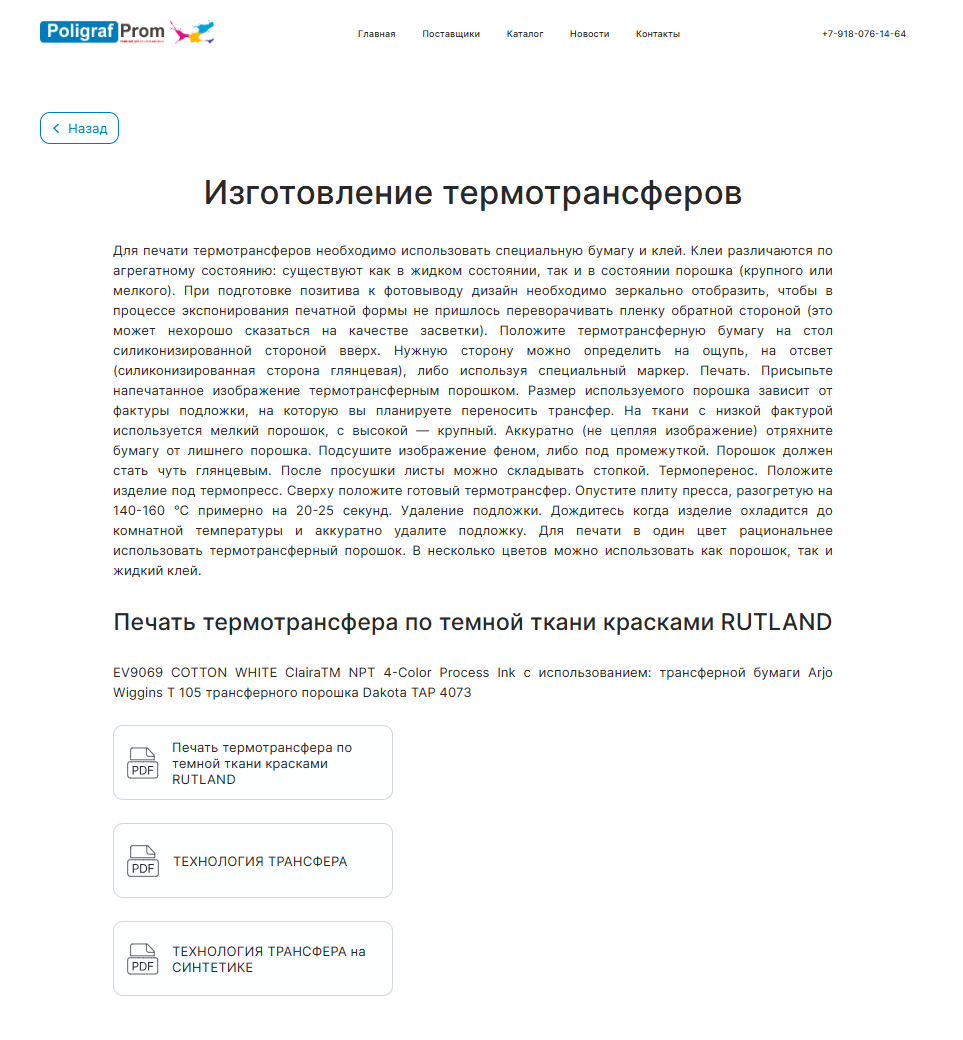 Poligraf Prom
Главная Поставщики Каталог Новости Контакты +7-918-076-14-64
Назад
Изготовление термотрансферов
Для печати термотрансферов необходимо использовать специальную бумагу и клей. Клеи различаются по
агрегатному состоянию: существуют как в жидком состоянии, так и в состоянии порошка (крупного или
мелкого). При подготовке позитива к фотовыводу дизайн необходимо зеркально отобразить, чтобы в
процессе экспонирования печатной формы не пришлось переворачивать пленку обратной стороной (это
может нехорошо сказаться на качестве засветки). Положите термотрансферную бумагу на стол
силиконизированной стороной вверх. Нужную сторону можно определить на ощупь, на отсвет
(силиконизированная сторона глянцевая), либо используя специальный маркер. Печать. Присыпьте
напечатанное изображение термотрансферным порошком. Размер используемого порошка зависит от
фактуры подложки, на которую вы планируете переносить трансфер. На ткани с низкой фактурой
используется мелкий порошок, с высокой — крупный. Аккуратно (не цепляя изображение) отряхните
бумагу от лишнего порошка. Подсушите изображение феном, либо под промежуткой. Порошок должен
стать чуть глянцевым. После просушки листы можно складывать стопкой. Термоперенос. Положите
изделие под термопресс. Сверху положите готовый термотрансфер. Опустите плиту пресса, разогретую на
140-160 °C примерно на 20-25 секунд. Удаление подложки. Дождитесь когда изделие охладится до
комнатной температуры и аккуратно удалите подложку. Для печати в один цвет рациональнее
использовать термотрансферный порошок. В несколько цветов можно использовать как порошок, так и
жидкий клей.
Печать термотрансфера по темной ткани красками RUTLAND
EV9069 COTTON WHITE ClairaTM NPT 4-Color Process Ink с использованием: трансферной бумаги Arjo
Wiggins T 105 трансферного порошка Dakota TAP 4073
Печать термотрансфера по
темной ткани красками
RUTLAND
PDF
ТЕХНОЛОГИЯ ТРАНСФЕРА
PDF
ТЕХНОЛОГИЯ ТРАНСФЕРА на
СИНТЕТИКЕ
PDF